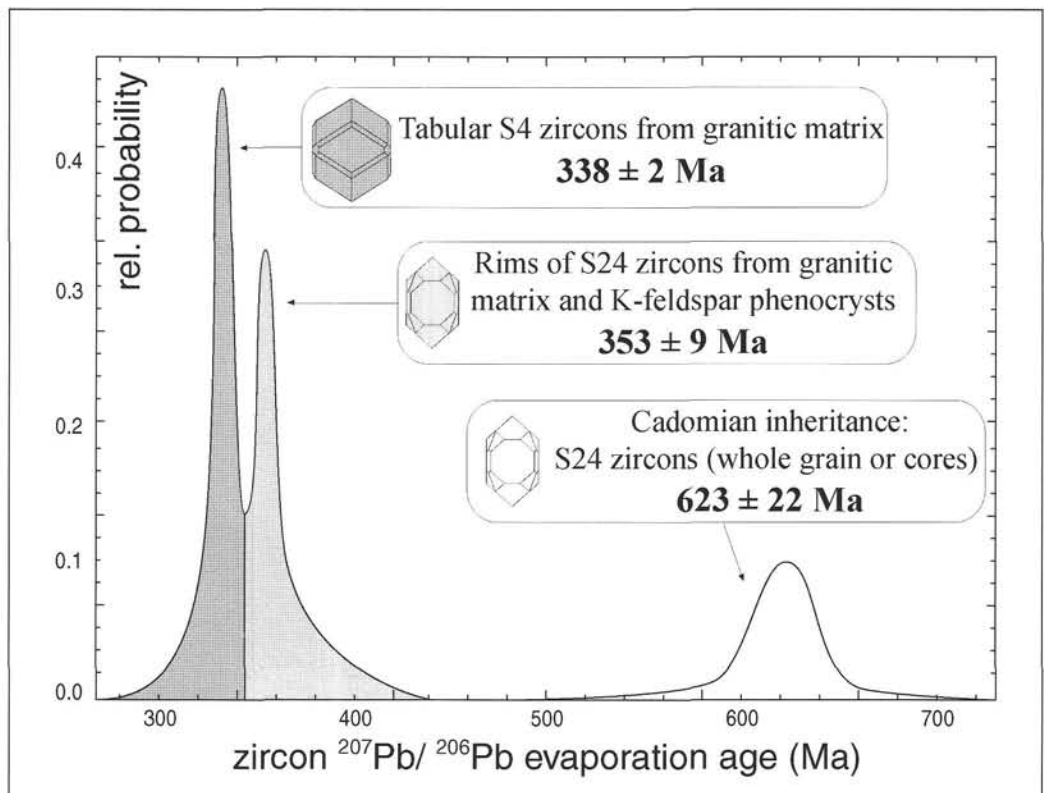 rel. probability
0.4
0.3
0.2
0.1
0.0
Tabular S4 zircons from granitic matrix
338 ± 2 Ma
Rims of S24 zircons from granitic
matrix and K-feldspar phenocrysts
353 ± 9 Ma
Cadomian inheritance:
S24 zircons (whole grain or cores)
623 ± 22 Ma
300 400 500 600 700
zircon ²⁰⁷Pb/ ²⁰⁶Pb evaporation age (Ma)